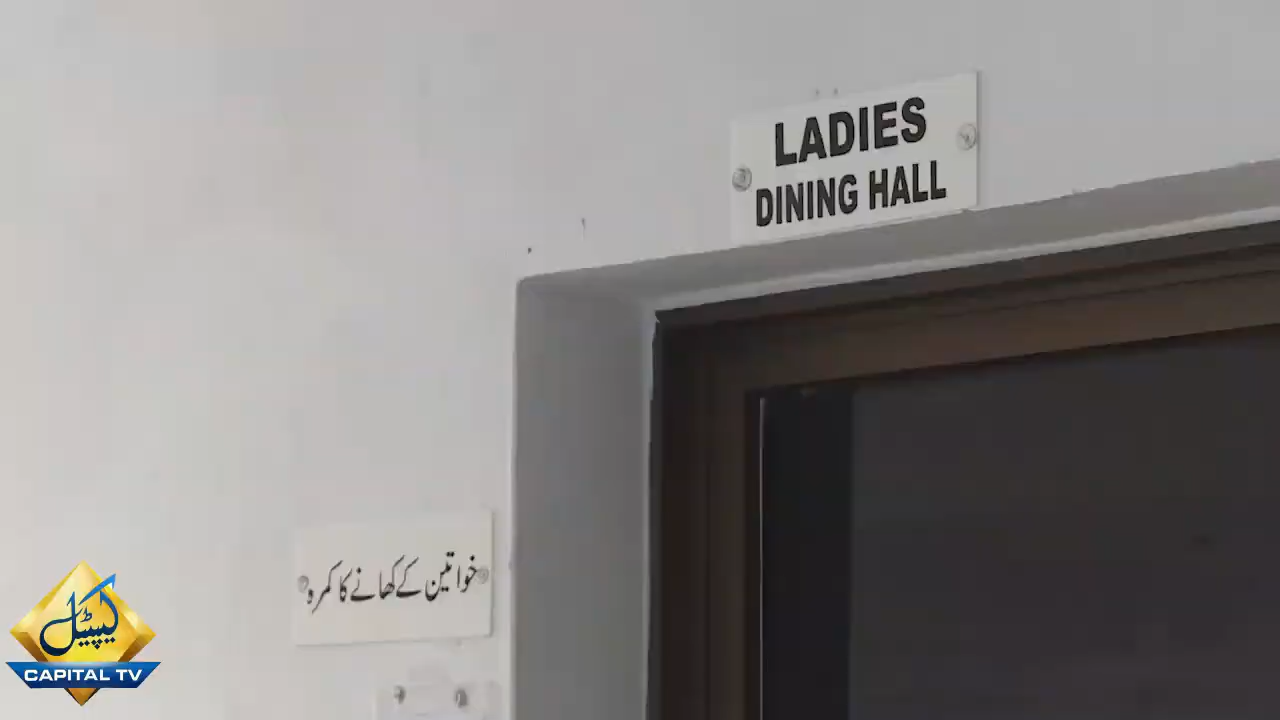 LADIES
DINING HALL
خواتین کے کھانے کا کمرہ
کیپیٹل
CAPITAL TV